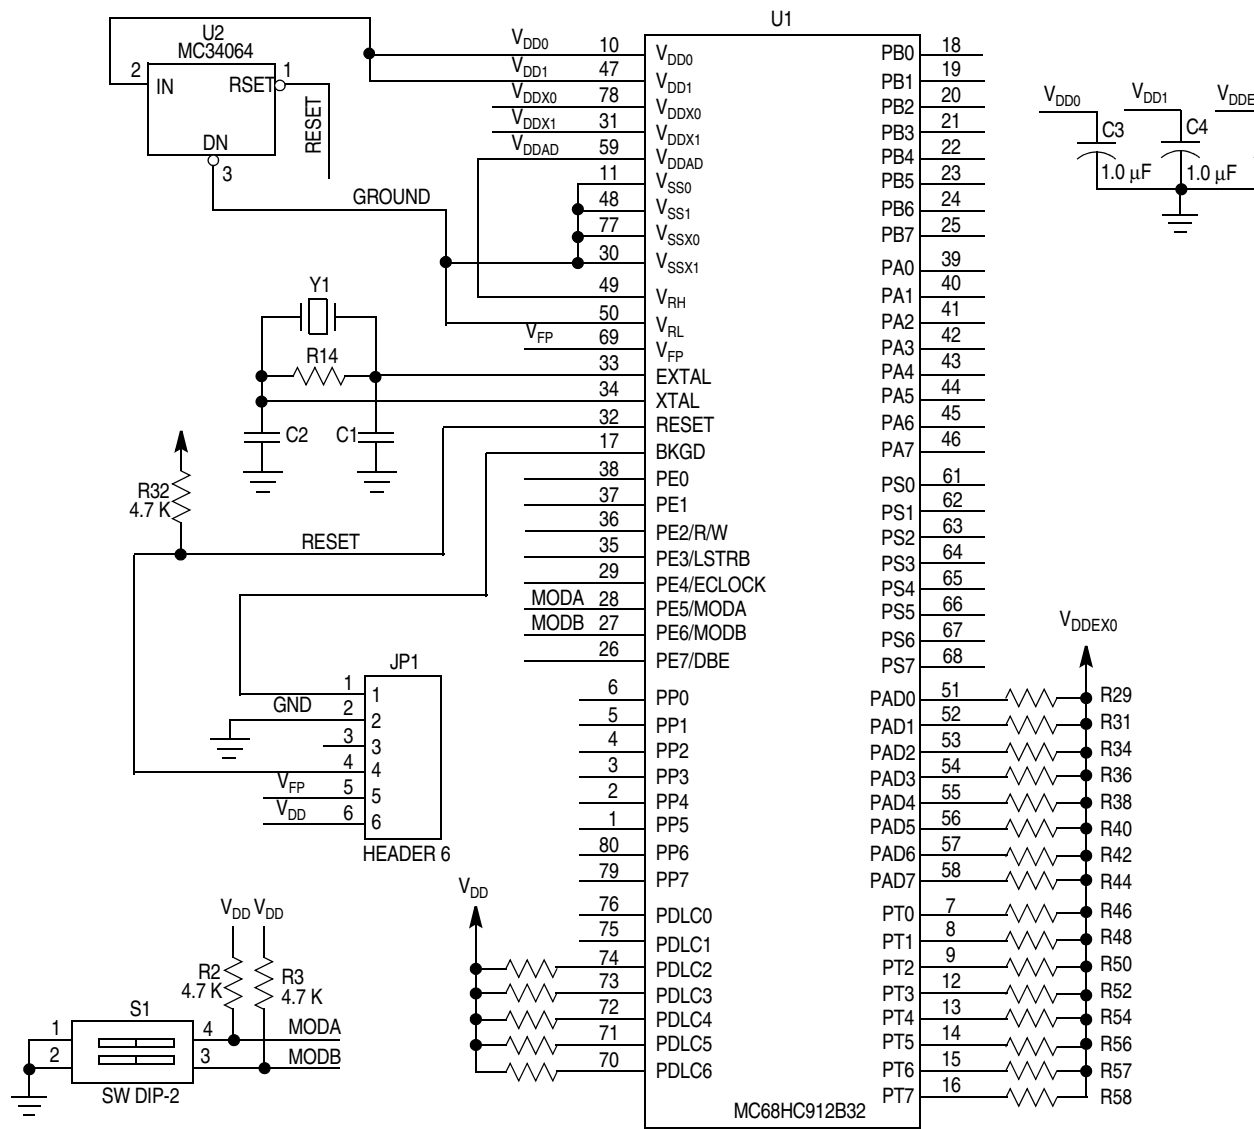 U2
MC34064
2
IN
RSET
1
DN
3
RESET
GROUND
Y1
R14
C2
C1
R32
4.7 K
RESET
JP1
1 1
GND 2 2
3 3
4 4
VFP 5 5
VDD 6 6
HEADER 6
VDD VDD
R2
4.7 K
R3
4.7 K
S1
1
2
4 MODA
3 MODB
SW DIP-2
VDD
U1
VDD0 10 VDD0
VDD1 47 VDD1
VDDX0 78 VDDX0
VDDX1 31 VDDX1
VDDAD 59 VDDAD
11 VSS0
48 VSS1
77 VSSX0
30 VSSX1
49 VRH
50 VRL
VFP 69 VFP
33 EXTAL
34 XTAL
32 RESET
17 BKGD
38 PE0
37 PE1
36 PE2/R/W
35 PE3/LSTRB
29 PE4/ECLOCK
MODA 28 PE5/MODA
MODB 27 PE6/MODB
26 PE7/DBE
6 PP0
5 PP1
4 PP2
3 PP3
2 PP4
1 PP5
80 PP6
79 PP7
76 PDLC0
75 PDLC1
74 PDLC2
73 PDLC3
72 PDLC4
71 PDLC5
70 PDLC6
PB0 18
PB1 19
PB2 20
PB3 21
PB4 22
PB5 23
PB6 24
PB7 25
PA0 39
PA1 40
PA2 41
PA3 42
PA4 43
PA5 44
PA6 45
PA7 46
PS0 61
PS1 62
PS2 63
PS3 64
PS4 65
PS5 66
PS6 67
PS7 68
VDDEX0
PAD0 51 R29
PAD1 52 R31
PAD2 53 R34
PAD3 54 R36
PAD4 55 R38
PAD5 56 R40
PAD6 57 R42
PAD7 58 R44
PT0 7 R46
PT1 8 R48
PT2 9 R50
PT3 12 R52
PT4 13 R54
PT5 14 R56
PT6 15 R57
PT7 16 R58
MC68HC912B32
VDD0
C3
1.0 µF
VDD1
C4
1.0 µF
VDDE